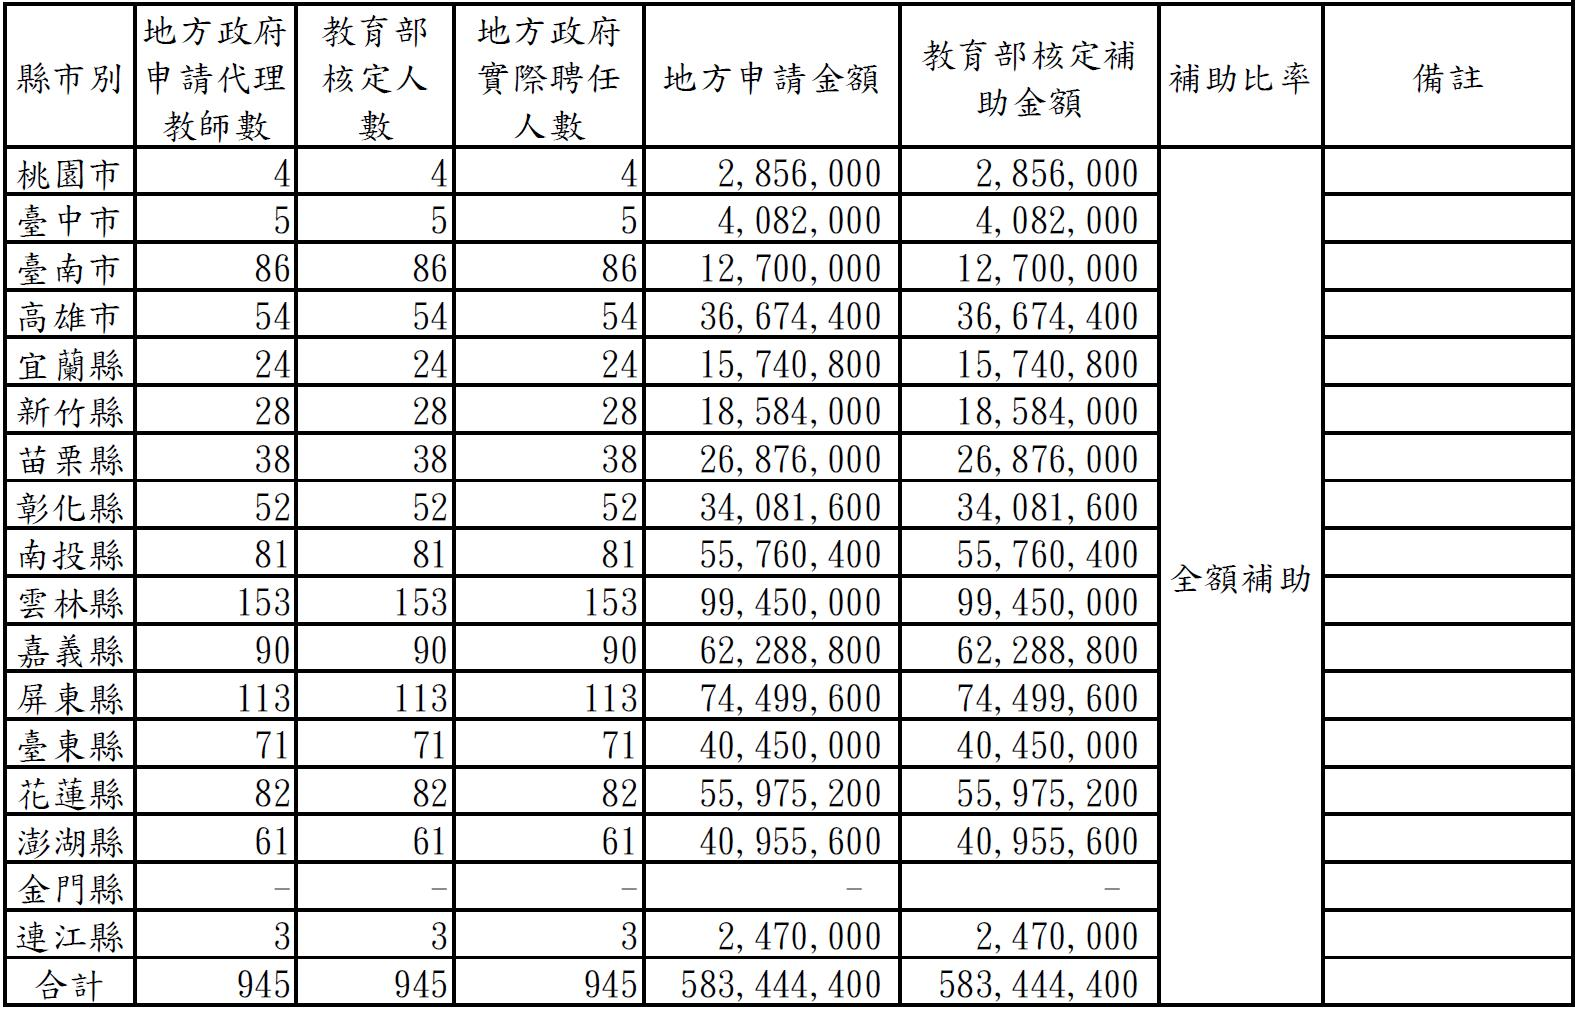 縣市別 地方政府申請代理教師數 教育部核定人數 地方政府實際聘任人數 地方申請金額 教育部核定補助金額 補助比率 備註
桃園市 4 4 4 2,856,000 2,856,000
臺中市 5 5 5 4,082,000 4,082,000
臺南市 86 86 86 12,700,000 12,700,000
高雄市 54 54 54 36,674,400 36,674,400
宜蘭縣 24 24 24 15,740,800 15,740,800
新竹縣 28 28 28 18,584,000 18,584,000
苗栗縣 38 38 38 26,876,000 26,876,000
彰化縣 52 52 52 34,081,600 34,081,600
南投縣 81 81 81 55,760,400 55,760,400
全額補助
雲林縣 153 153 153 99,450,000 99,450,000
嘉義縣 90 90 90 62,288,800 62,288,800
屏東縣 113 113 113 74,499,600 74,499,600
臺東縣 71 71 71 40,450,000 40,450,000
花蓮縣 82 82 82 55,975,200 55,975,200
澎湖縣 61 61 61 40,955,600 40,955,600
金門縣 - - - - -
連江縣 3 3 3 2,470,000 2,470,000
合計 945 945 945 583,444,400 583,444,400